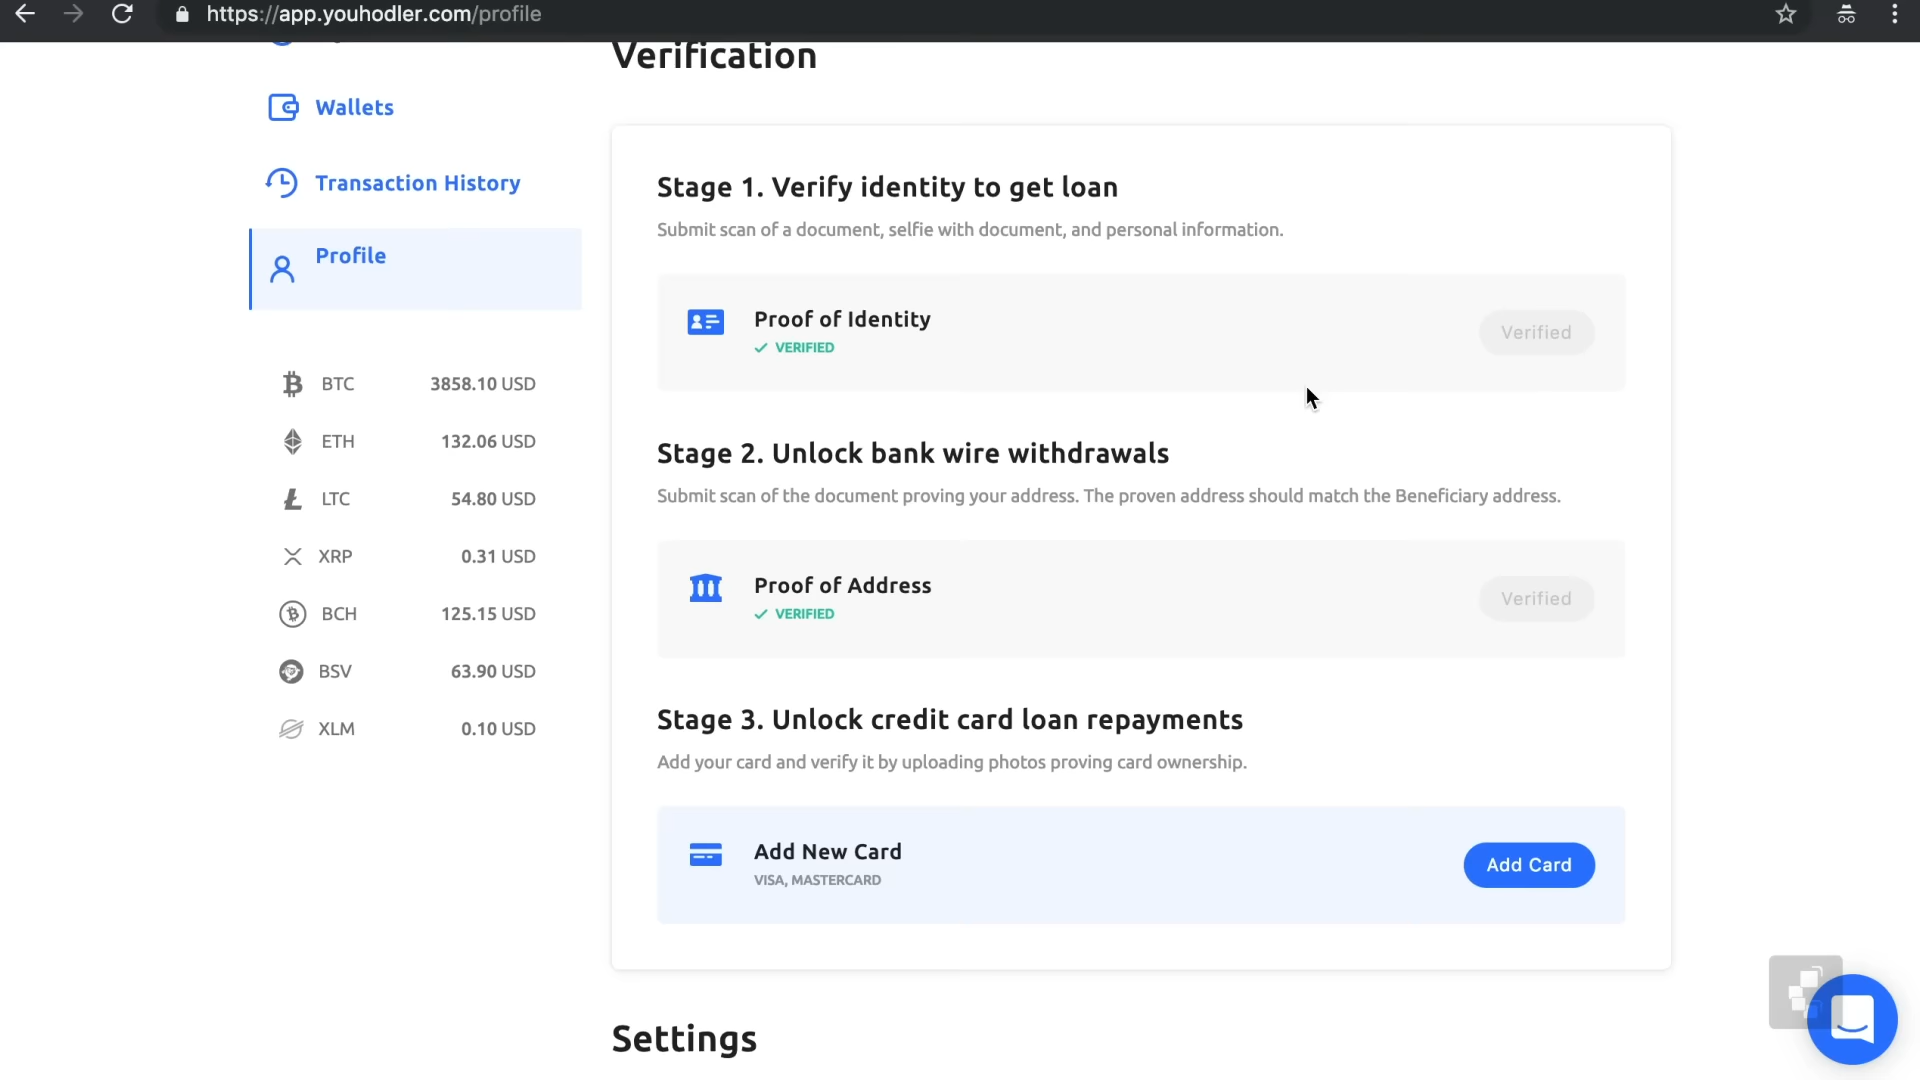 https://app.youhodler.com/profile
Verification
Wallets
Transaction History
Profile
BTC 3858.10 USD
ETH 132.06 USD
LTC 54.80 USD
XRP 0.31 USD
BCH 125.15 USD
BSV 63.90 USD
XLM 0.10 USD
Stage 1. Verify identity to get loan
Submit scan of a document, selfie with document, and personal information.
Proof of Identity
VERIFIED
Verified
Stage 2. Unlock bank wire withdrawals
Submit scan of the document proving your address. The proven address should match the Beneficiary address.
Proof of Address
VERIFIED
Verified
Stage 3. Unlock credit card loan repayments
Add your card and verify it by uploading photos proving card ownership.
Add New Card
VISA, MASTERCARD
Add Card
Settings